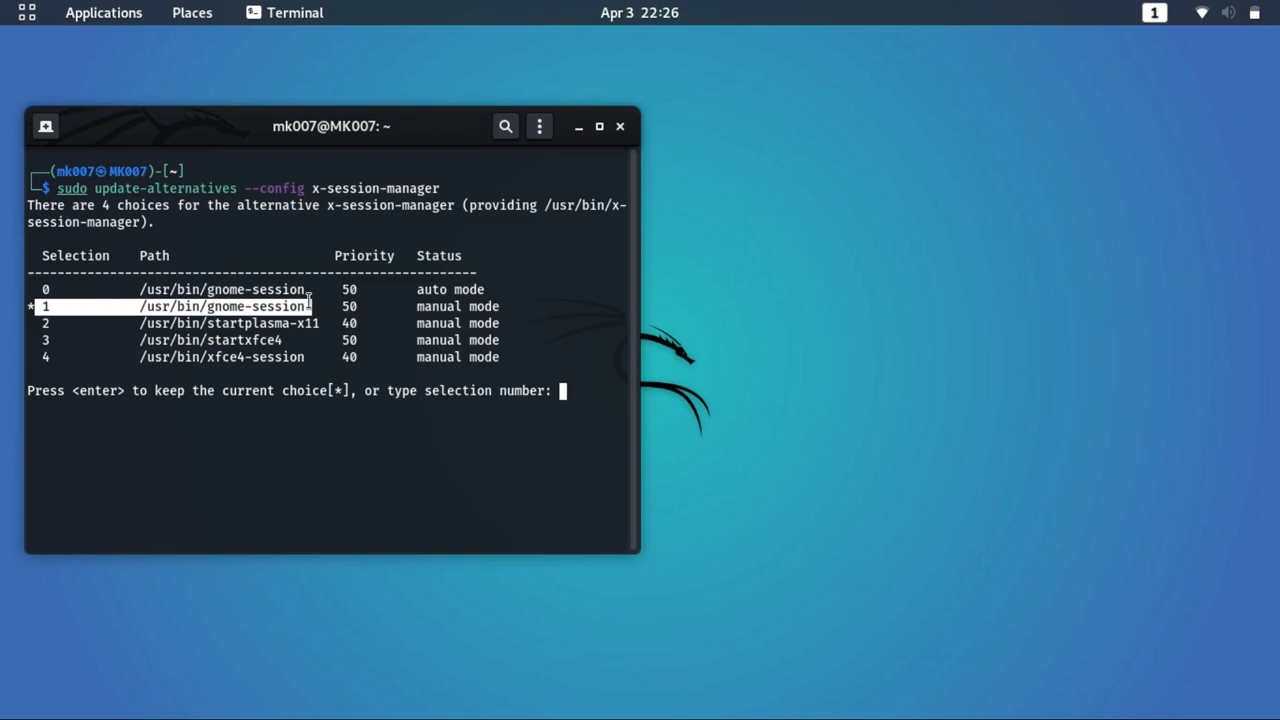 Applications Places Terminal Apr 3 22:26 1
mk007@MK007: ~
┌──(mk007㉿MK007)-[~]
└─$ sudo update-alternatives --config x-session-manager
There are 4 choices for the alternative x-session-manager (providing /usr/bin/x-
session-manager).
Selection Path Priority Status
------------------------------------------------------------
0 /usr/bin/gnome-session 50 auto mode
* 1 /usr/bin/gnome-session 50 manual mode
2 /usr/bin/startplasma-x11 40 manual mode
3 /usr/bin/startxfce4 50 manual mode
4 /usr/bin/xfce4-session 40 manual mode
Press <enter> to keep the current choice[*], or type selection number: